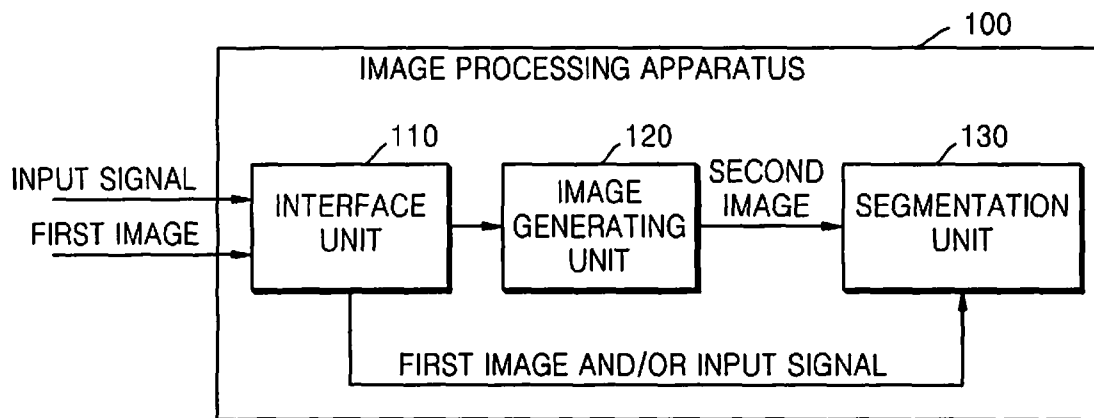 100
IMAGE PROCESSING APPARATUS
110
120
130
INPUT SIGNAL
FIRST IMAGE
INTERFACE
UNIT
IMAGE
GENERATING
UNIT
SECOND
IMAGE
SEGMENTATION
UNIT
FIRST IMAGE AND/OR INPUT SIGNAL